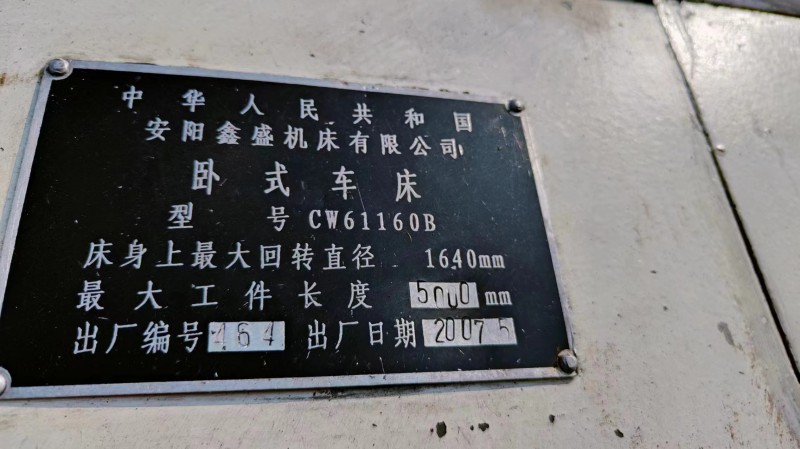 中华人民共和国
安阳鑫盛机床有限公司
卧式车床
型 号 CW61160B
床身上最大回转直径 1640mm
最大工件长度 5000 mm
出厂编号 464 出厂日期 2007 5